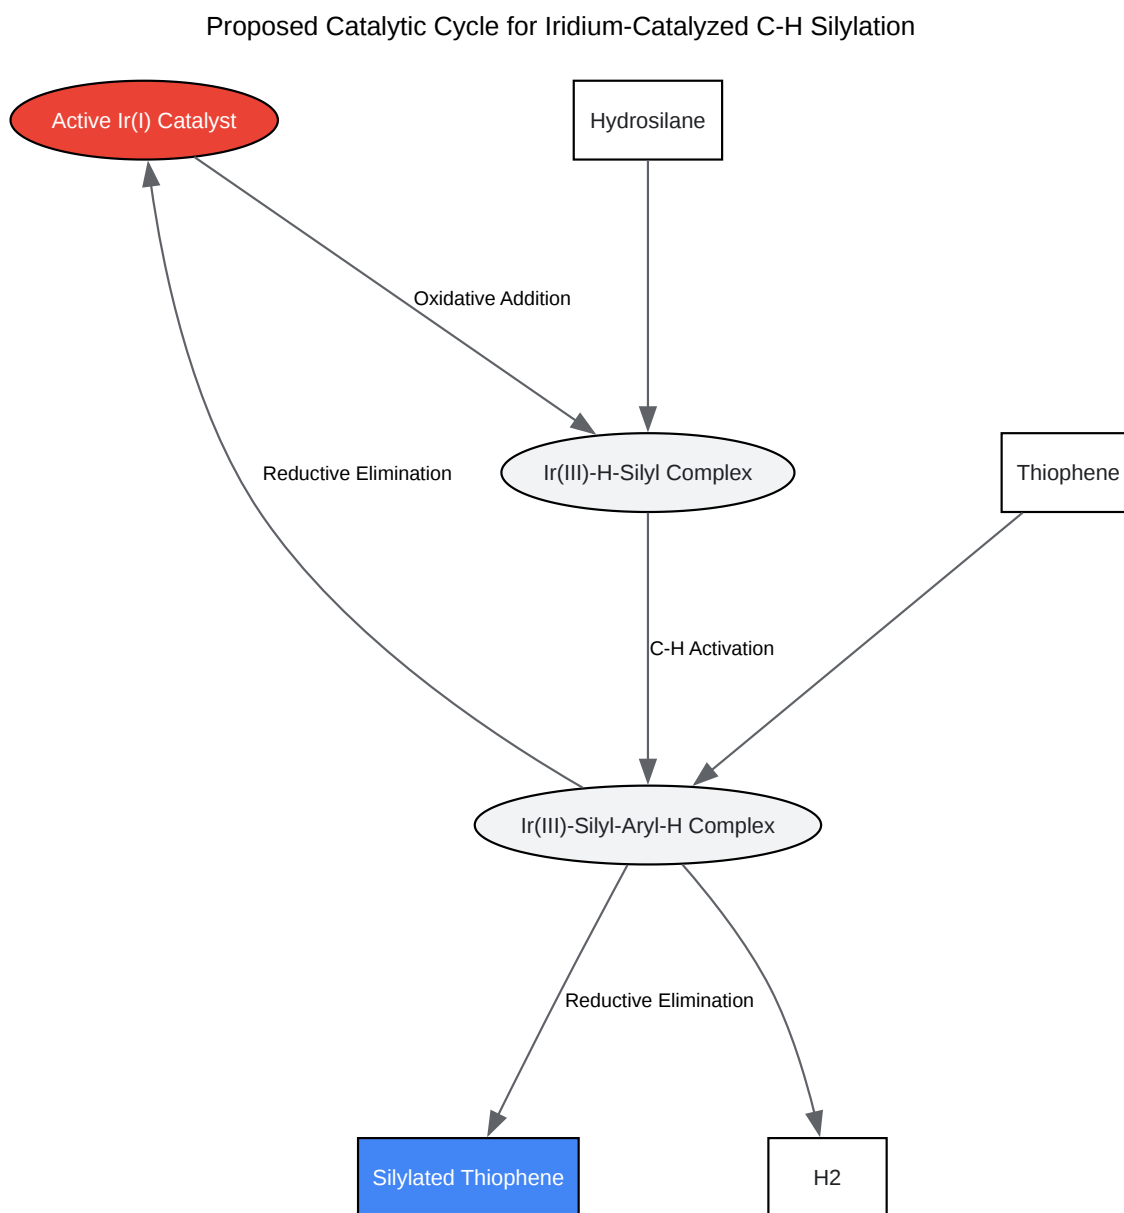 Proposed Catalytic Cycle for Iridium-Catalyzed C-H Silylation
Active Ir(I) Catalyst
Hydrosilane
Oxidative Addition
Reductive Elimination
Ir(III)-H-Silyl Complex
Thiophene
C-H Activation
Ir(III)-Silyl-Aryl-H Complex
Reductive Elimination
Silylated Thiophene
H2